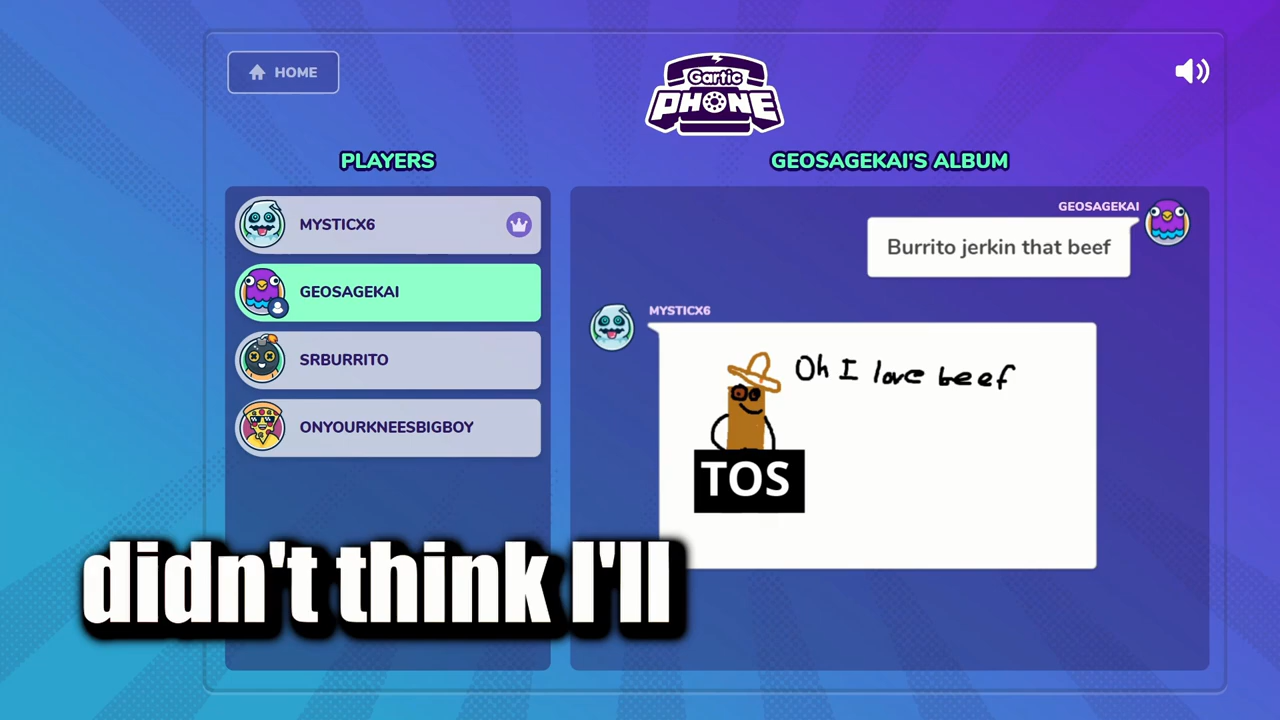 HOME
Gartic
PHONE
PLAYERS
GEOSAGEKAI'S ALBUM
MYSTICX6
GEOSAGEKAI
SRBURRITO
ONYOURKNEESBIGBOY
GEOSAGEKAI
Burrito jerkin that beef
MYSTICX6
Oh I love beef
TOS
didn't think I'll